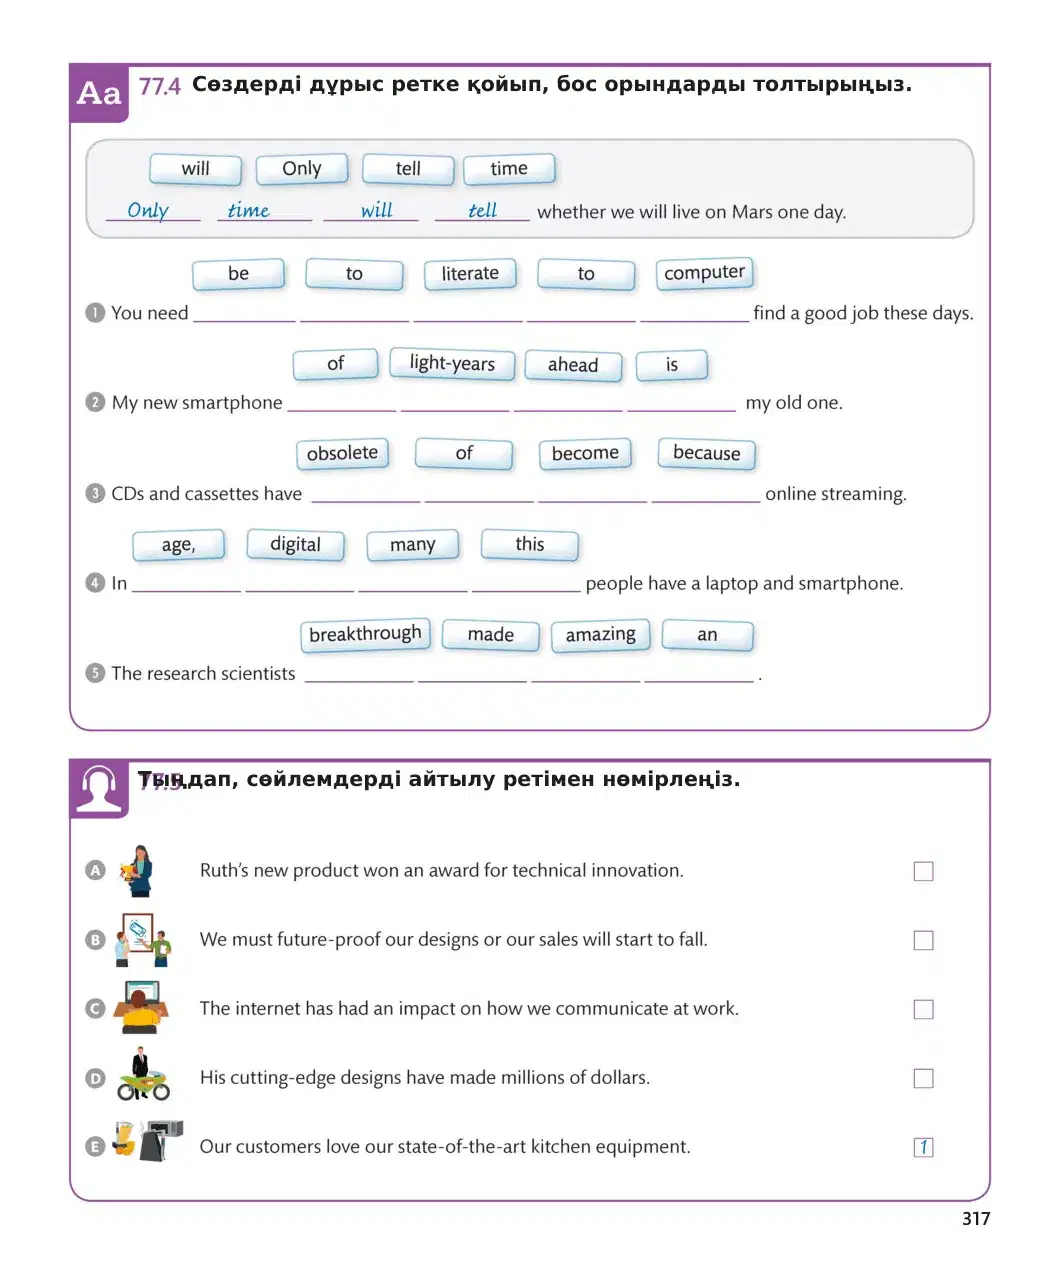 Aa 77.4 Сөздерді дұрыс ретке қойып, бос орындарды толтырыңыз.
will Only tell time
Only time will tell whether we will live on Mars one day.
be to literate to computer
1 You need find a good job these days.
of light-years ahead is
2 My new smartphone my old one.
obsolete of become because
3 CDs and cassettes have online streaming.
age, digital many this
4 In people have a laptop and smartphone.
breakthrough made amazing an
5 The research scientists .
77.5 Тыңдап, сөйлемдерді айтылу ретімен нөмірлеңіз.
A Ruth’s new product won an award for technical innovation.
B We must future-proof our designs or our sales will start to fall.
C The internet has had an impact on how we communicate at work.
D His cutting-edge designs have made millions of dollars.
E Our customers love our state-of-the-art kitchen equipment. 1
317